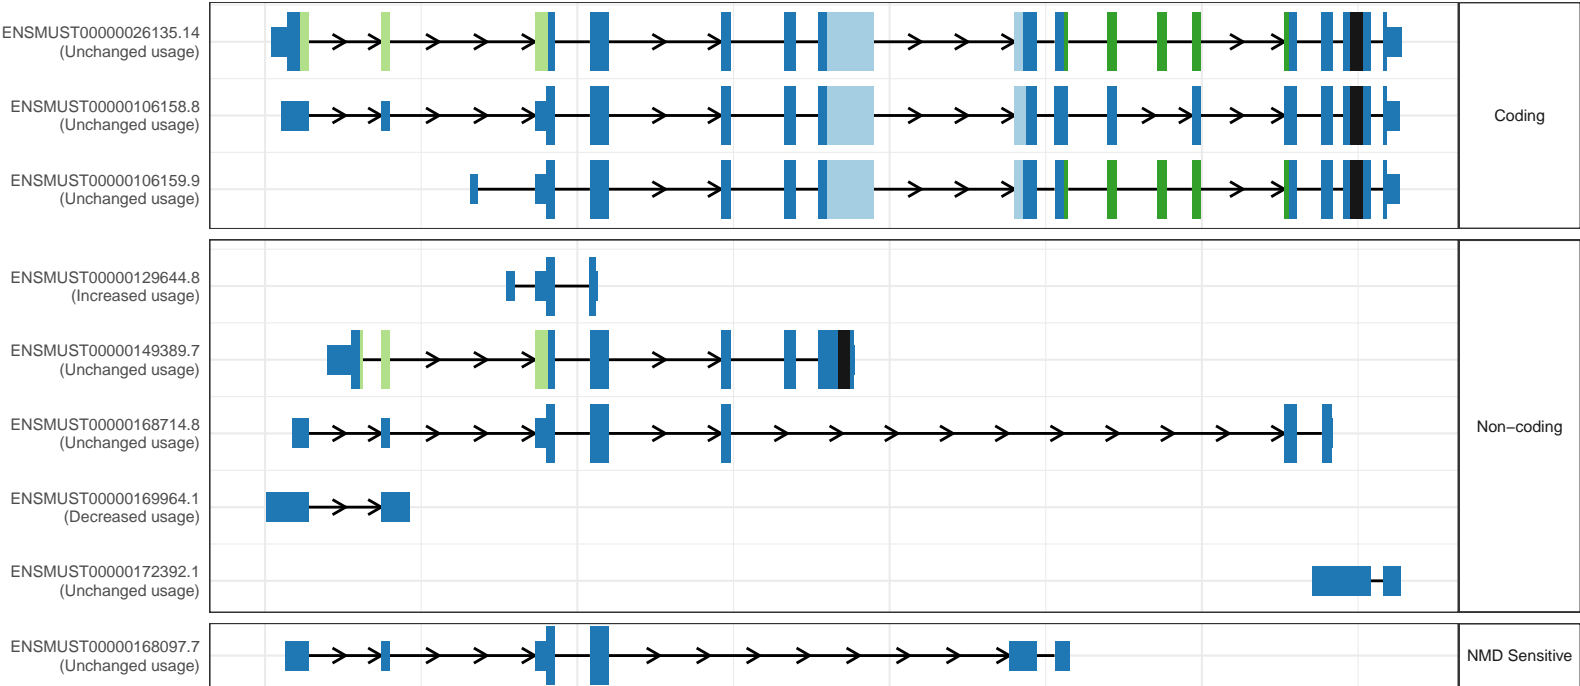 ENSMUST00000026135.14
(Unchanged usage)
ENSMUST00000106158.8
(Unchanged usage)
ENSMUST00000106159.9
(Unchanged usage)
Coding
ENSMUST00000129644.8
(Increased usage)
ENSMUST00000149389.7
(Unchanged usage)
ENSMUST00000168714.8
(Unchanged usage)
ENSMUST00000169964.1
(Decreased usage)
ENSMUST00000172392.1
(Unchanged usage)
Non−coding
ENSMUST00000168097.7
(Unchanged usage)
NMD Sensitive